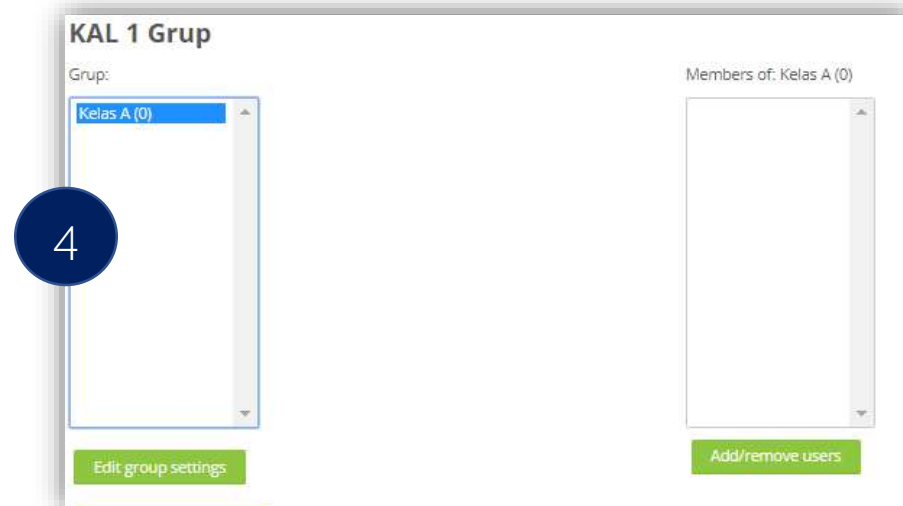 KAL 1 Grup
Grup:
Members of: Kelas A (0)
Kelas A (0)
4
Edit group settings
Add/remove users